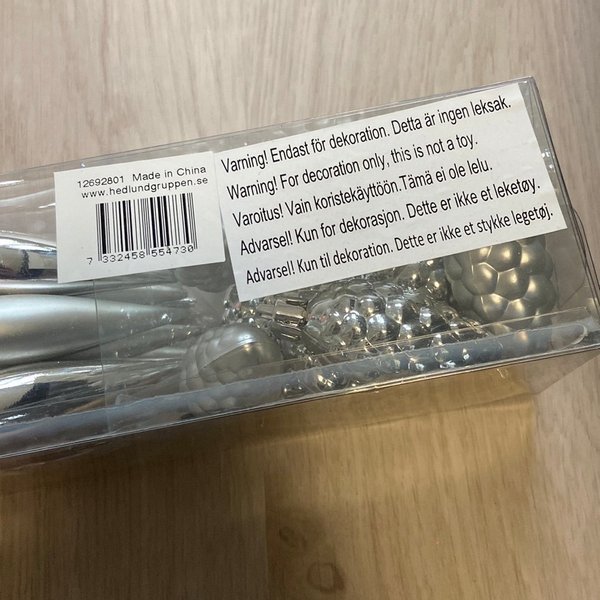 12692801 Made in China
www.hedlundgruppen.se
7 332458 554730
Varning! Endast för dekoration. Detta är ingen leksak.
Warning! For decoration only, this is not a toy.
Varoitus! Vain koristekäyttöön.Tämä ei ole lelu.
Advarsel! Kun for dekorasjon. Dette er ikke et leketøy.
Advarsel! Kun til dekoration. Dette er ikke et stykke legetøj.